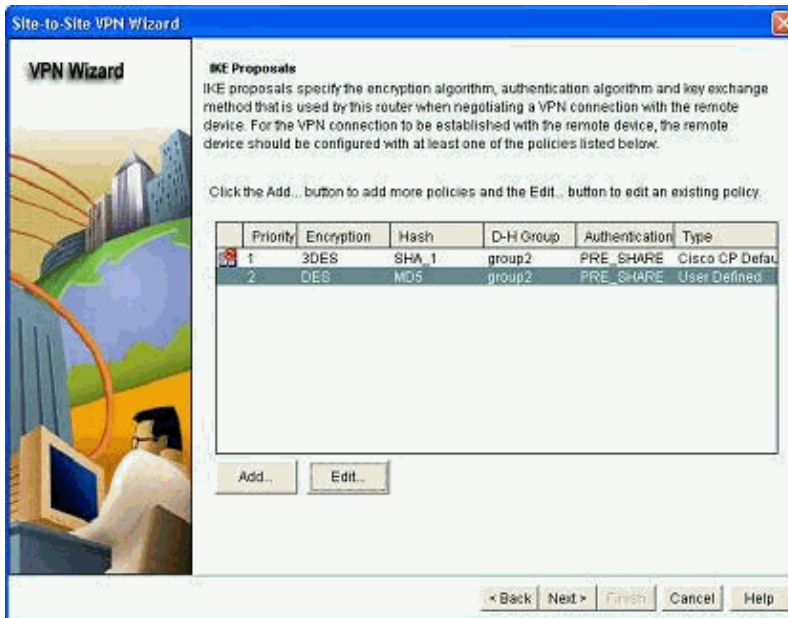 Site-to-Site VPN Wizard
VPN Wizard
IKE Proposals
IKE proposals specify the encryption algorithm, authentication algorithm and key exchange
method that is used by this router when negotiating a VPN connection with the remote
device. For the VPN connection to be established with the remote device, the remote
device should be configured with at least one of the policies listed below.
Click the Add... button to add more policies and the Edit... button to edit an existing policy.
Priority Encryption Hash D-H Group Authentication Type
1 3DES SHA_1 group2 PRE_SHARE Cisco CP Defau
2 DES MD5 group2 PRE_SHARE User Defined
Add... Edit...
< Back Next > Finish Cancel Help